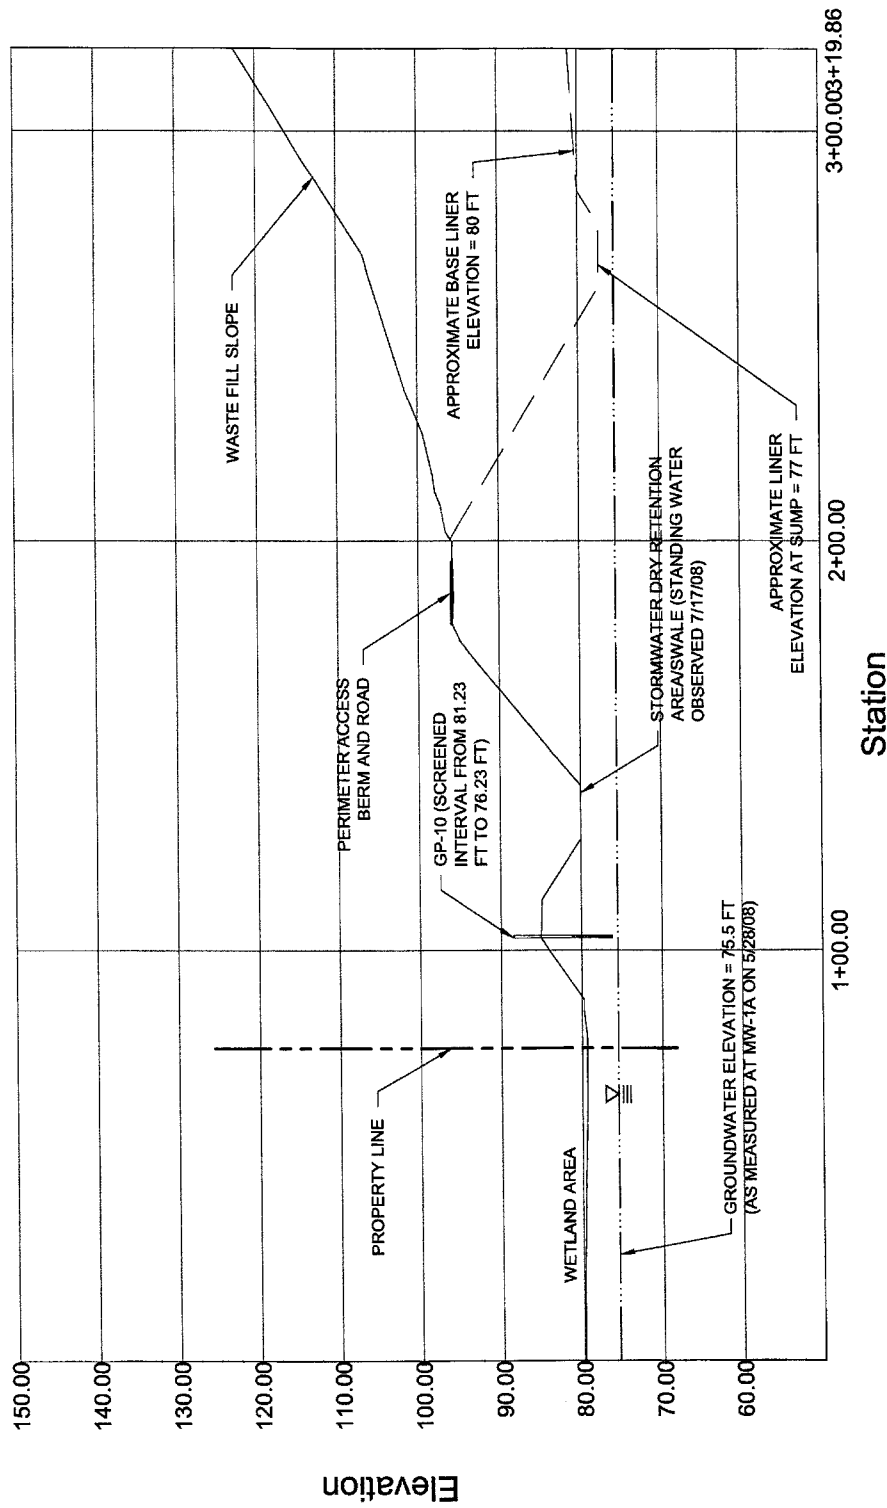 Elevation
150.00
140.00
130.00
120.00
110.00
100.00
90.00
80.00
70.00
60.00
WASTE FILL SLOPE
PERIMETER ACCESS
BERM AND ROAD
PROPERTY LINE
GP-10 (SCREENED
INTERVAL FROM 81.23
FT TO 76.23 FT)
APPROXIMATE BASE LINER
ELEVATION = 80 FT
WETLAND AREA
STORMWATER DRY RETENTION
AREA/SWALE (STANDING WATER
OBSERVED 7/17/08)
GROUNDWATER ELEVATION = 75.5 FT
(AS MEASURED AT MW-1A ON 5/28/08)
APPROXIMATE LINER
ELEVATION AT SUMP = 77 FT
1+00.00
2+00.00
3+00.003+19.86
Station